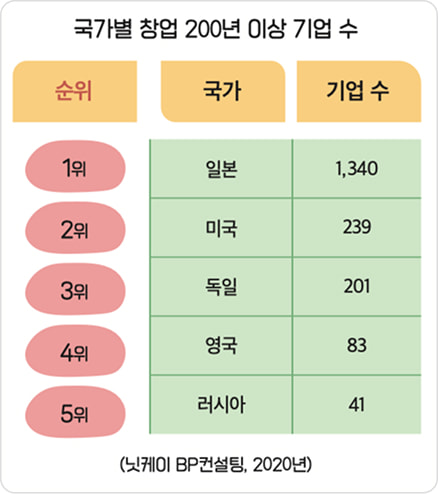 국가별 창업 200년 이상 기업 수
순위 국가 기업 수
1위 일본 1,340
2위 미국 239
3위 독일 201
4위 영국 83
5위 러시아 41
(닛케이 BP컨설팅, 2020년)